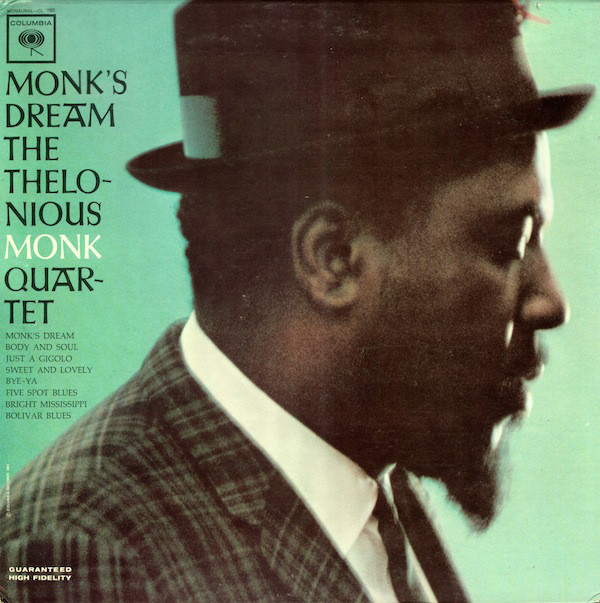 COLUMBIA
MONK'S
DREAM
THE
THELO-
NIOUS
MONK
QUAR-
TET
MONK'S DREAM
BODY AND SOUL
JUST A GIGOLO
SWEET AND LOVELY
BYE-YA
FIVE SPOT BLUES
BRIGHT MISSISSIPPI
BOLIVAR BLUES
GUARANTEED
HIGH FIDELITY